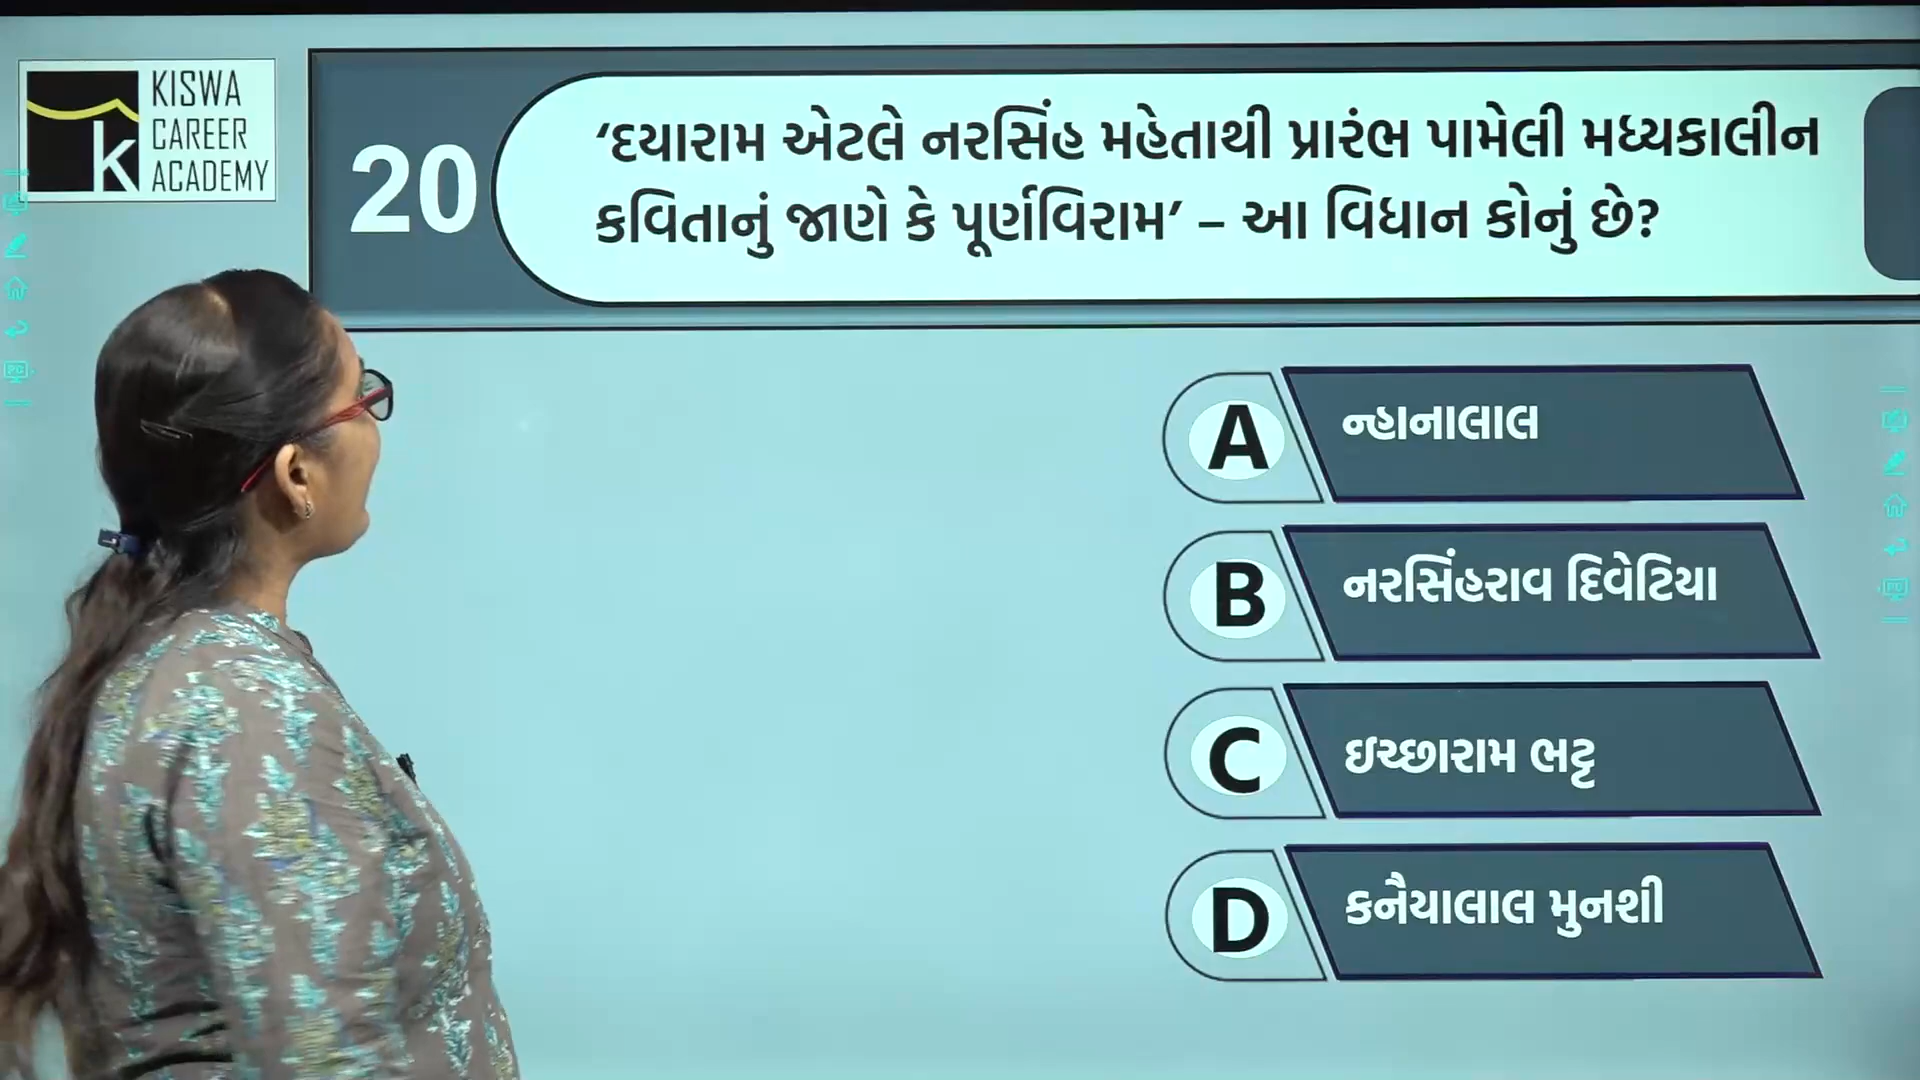 KISWA
CAREER
ACADEMY
k
20
‘દયારામ એટલે નરસિંહ મહેતાથી પ્રારંભ પામેલી મધ્યકાલીન
કવિતાનું જાણે કે પૂર્ણવિરામ’ – આ વિધાન કોનું છે?
A ન્હાનાલાલ
B નરસિંહરાવ દિવેટિયા
C ઇચ્છારામ ભટ્ટ
D કનૈયાલાલ મુનશી